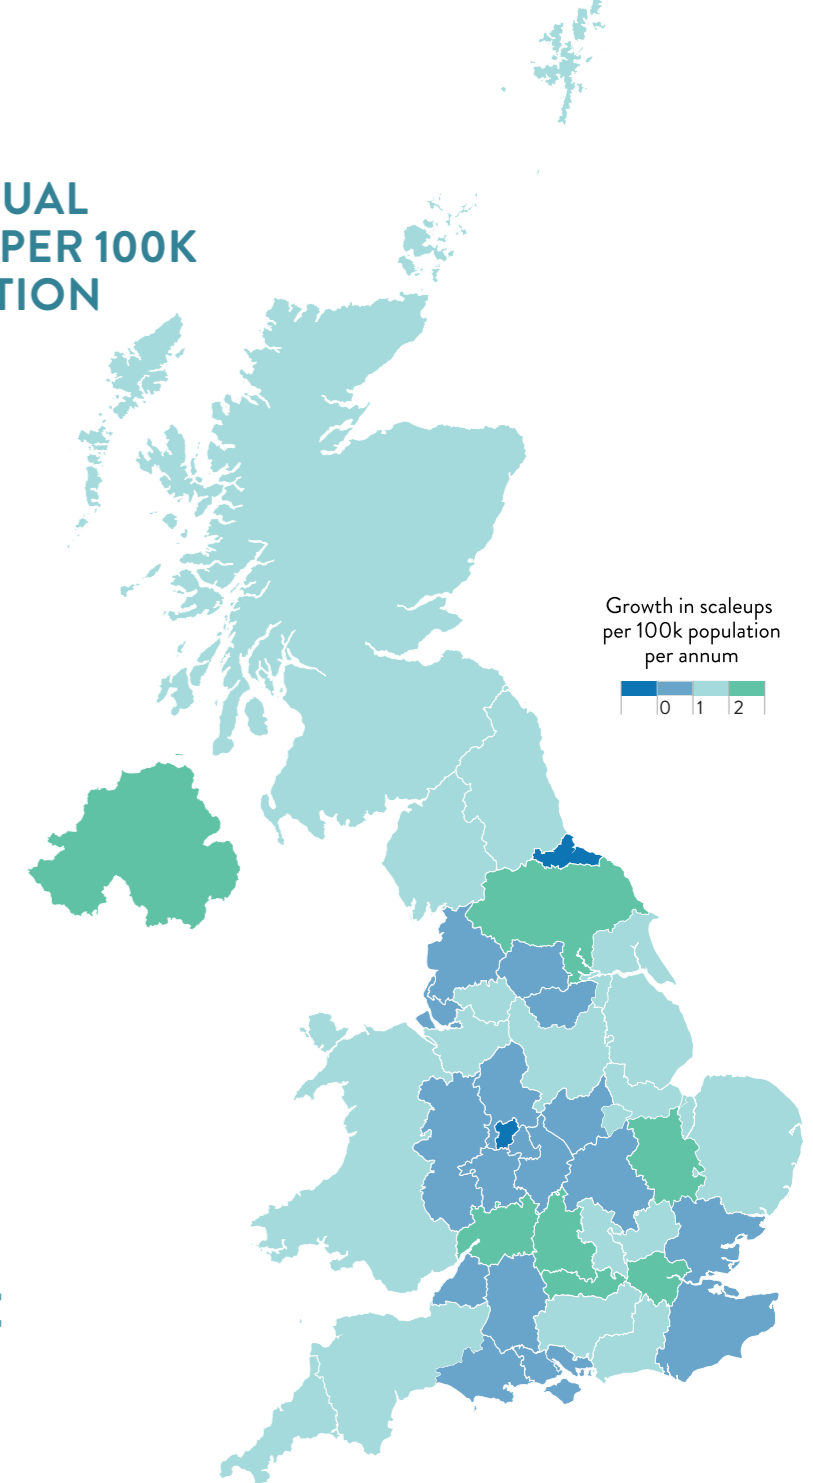 UAL
PER 100K
TION
Growth in scaleups
per 100k population
per annum
0 1 2